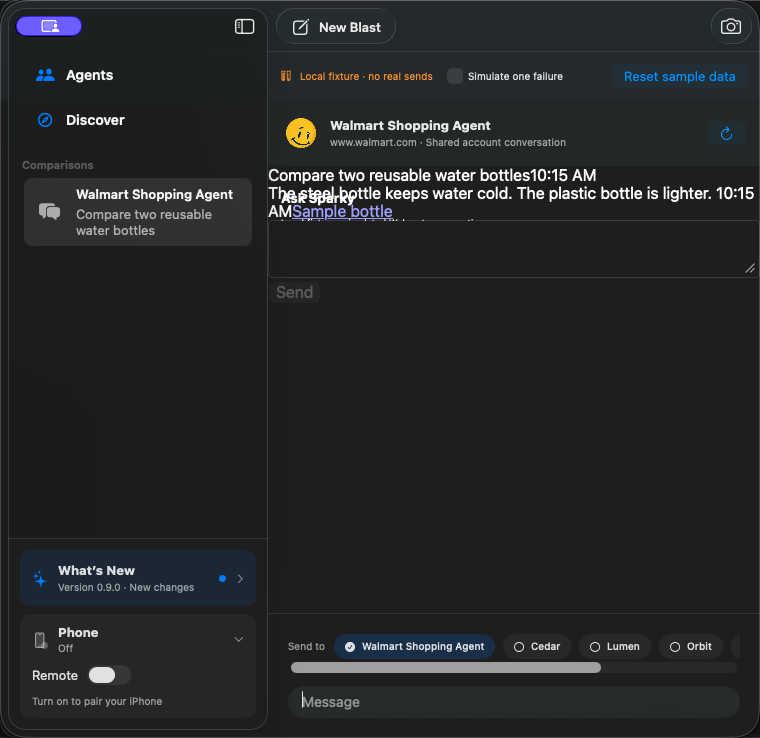 New Blast
Agents
Discover
Comparisons
Walmart Shopping Agent
Compare two reusable
water bottles
Local fixture · no real sends
Simulate one failure
Reset sample data
Walmart Shopping Agent
www.walmart.com · Shared account conversation
Compare two reusable water bottles10:15 AM
The steel bottle keeps water cold. The plastic bottle is lighter. 10:15
Ask Sparky
AMSample bottle
Send
What's New
Version 0.9.0 · New changes
Phone
Off
Remote
Turn on to pair your iPhone
Send to
Walmart Shopping Agent
Cedar
Lumen
Orbit
Message